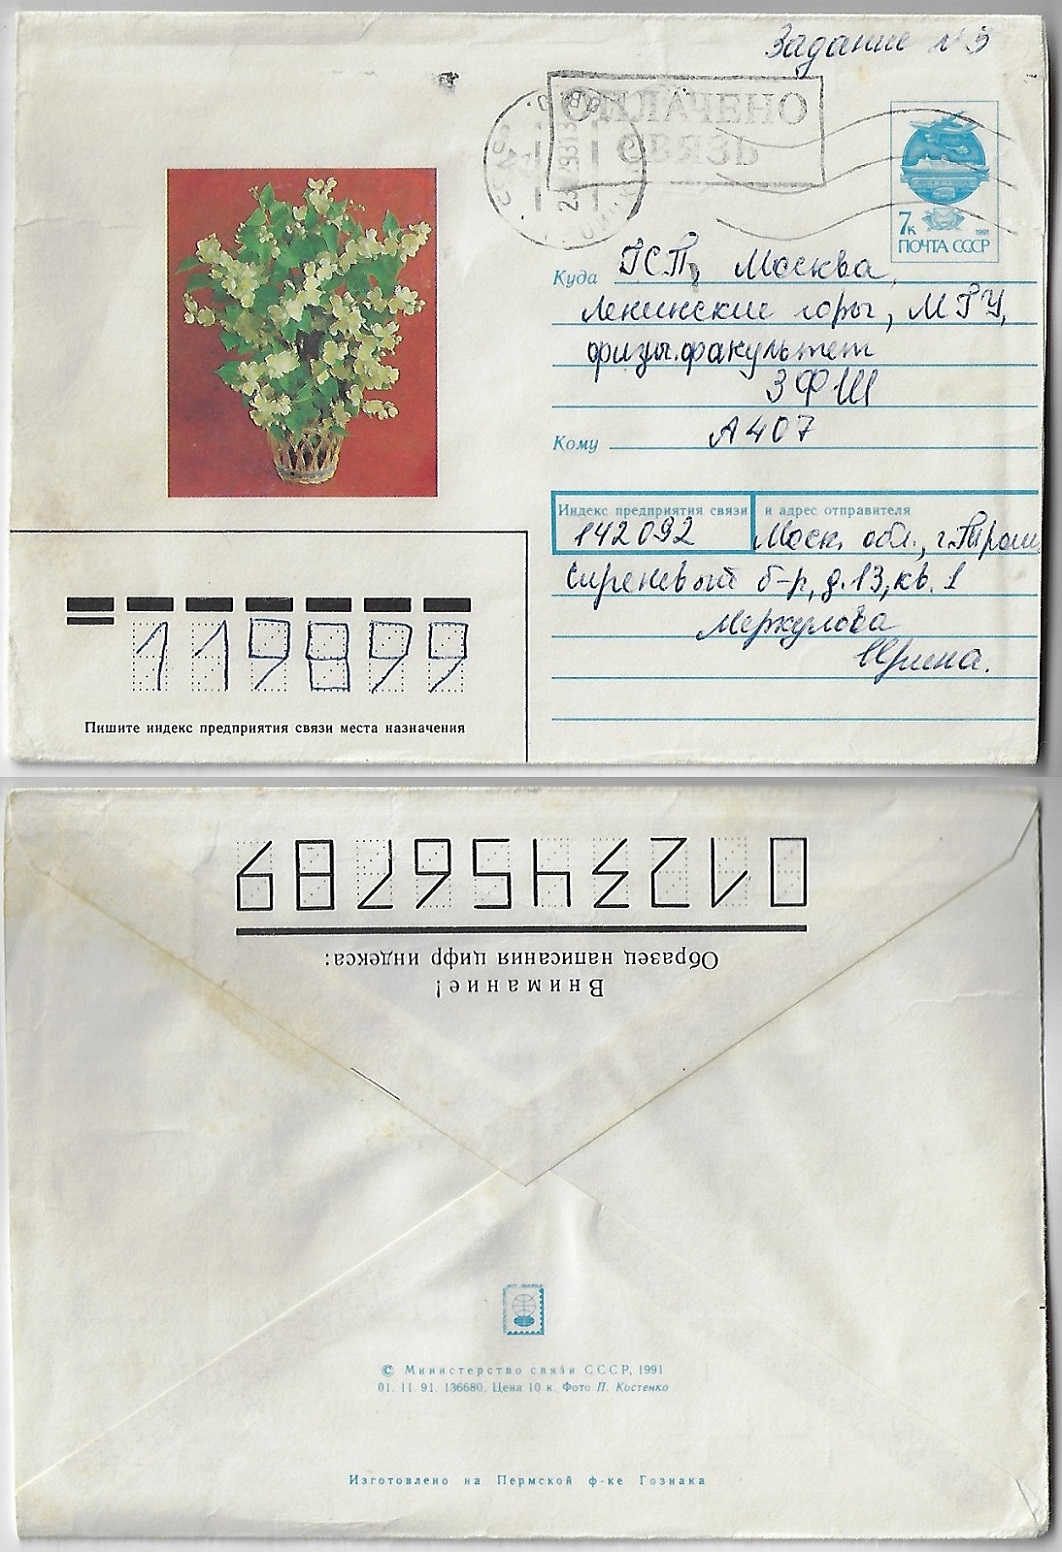 Задание №5
ОПЛАЧЕНО
СВЯЗЬ
7к
1991
ПОЧТА СССР
Куда ГСП, Москва,
Ленинские горы, МГУ,
физич.факультет
ЗФШ
Кому А407
Индекс предприятия связи и адрес отправителя
142092 Моск. обл., г.Троиц
Сиреневый б-р, д.13, кв. 1
Меркулова
Ирина.
119899
Пишите индекс предприятия связи места назначения
Внимание!
Образец написания цифр индекса:
0123456789
© Министерство связи СССР, 1991
01. 11. 91. 136680. Цена 10 к. Фото П. Костенко
Изготовлено на Пермской ф-ке Гознака